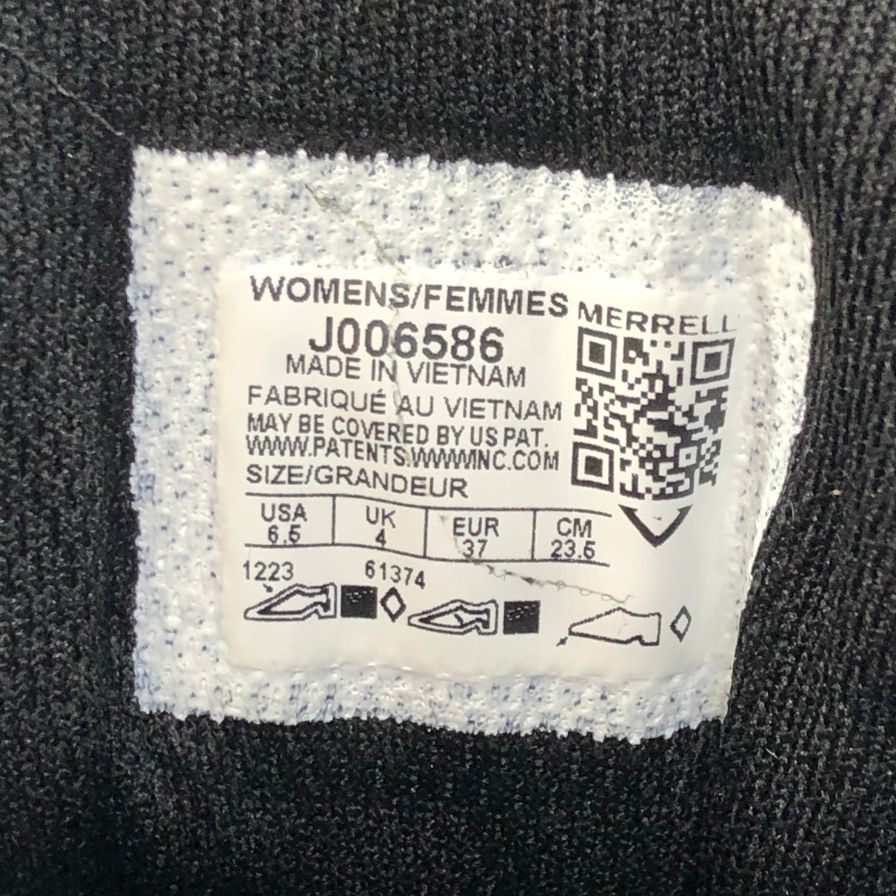 WOMENS/FEMMES
MERRELL
J006586
MADE IN VIETNAM
FABRIQUÉ AU VIETNAM
MAY BE COVERED BY US PAT.
WWW.PATENTS.WWWINC.COM
SIZE/GRANDEUR
USA UK EUR CM
6.5 4 37 23.5
1223 61374